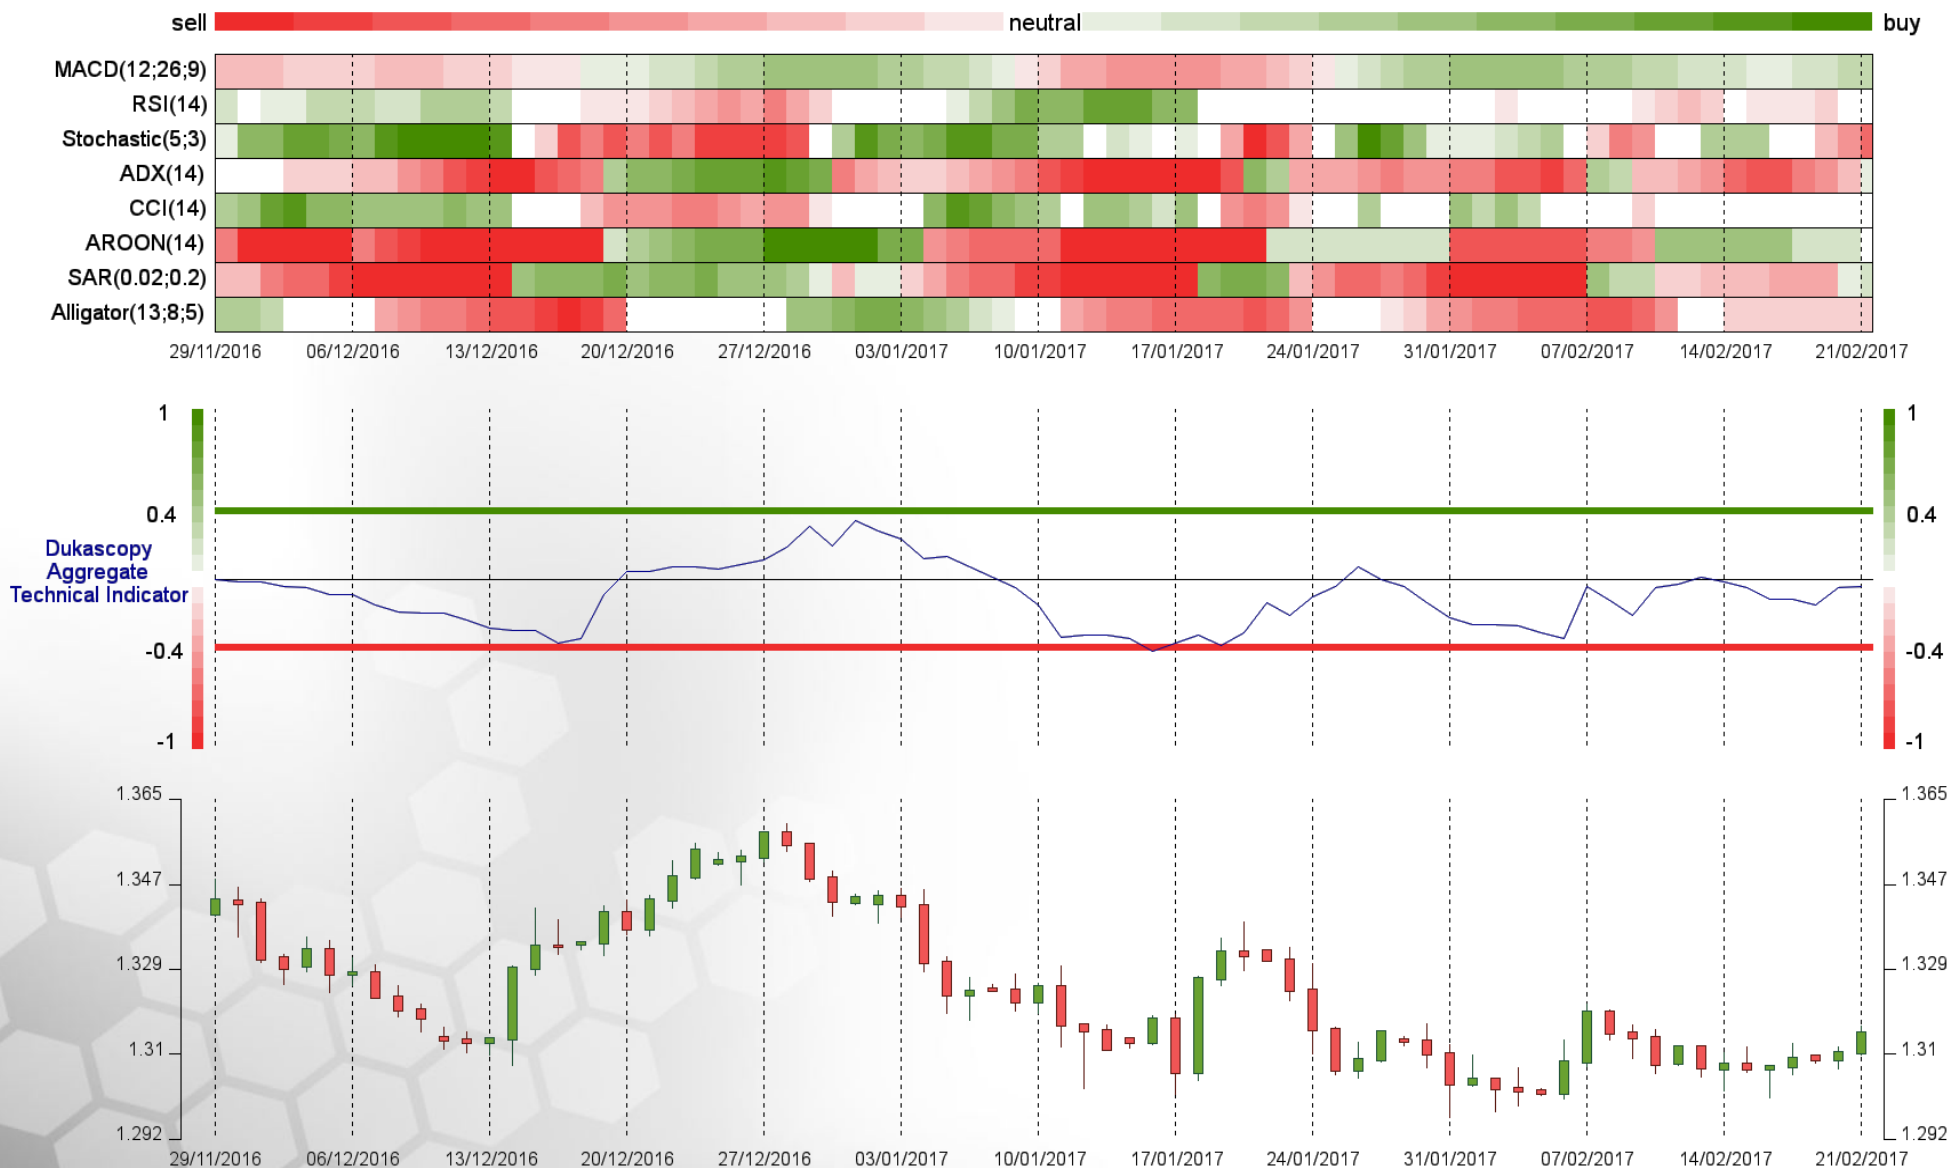 sell neutral buy
MACD(12;26;9)
RSI(14)
Stochastic(5;3)
ADX(14)
CCI(14)
AROON(14)
SAR(0.02;0.2)
Alligator(13;8;5)
29/11/2016 06/12/2016 13/12/2016 20/12/2016 27/12/2016 03/01/2017 10/01/2017 17/01/2017 24/01/2017 31/01/2017 07/02/2017 14/02/2017 21/02/2017
1 1
0.4 0.4
Dukascopy
Aggregate
Technical Indicator
-0.4 -0.4
-1 -1
1.365 1.365
1.347 1.347
1.329 1.329
1.31 1.31
1.292 1.292
29/11/2016 06/12/2016 13/12/2016 20/12/2016 27/12/2016 03/01/2017 10/01/2017 17/01/2017 24/01/2017 31/01/2017 07/02/2017 14/02/2017 21/02/2017